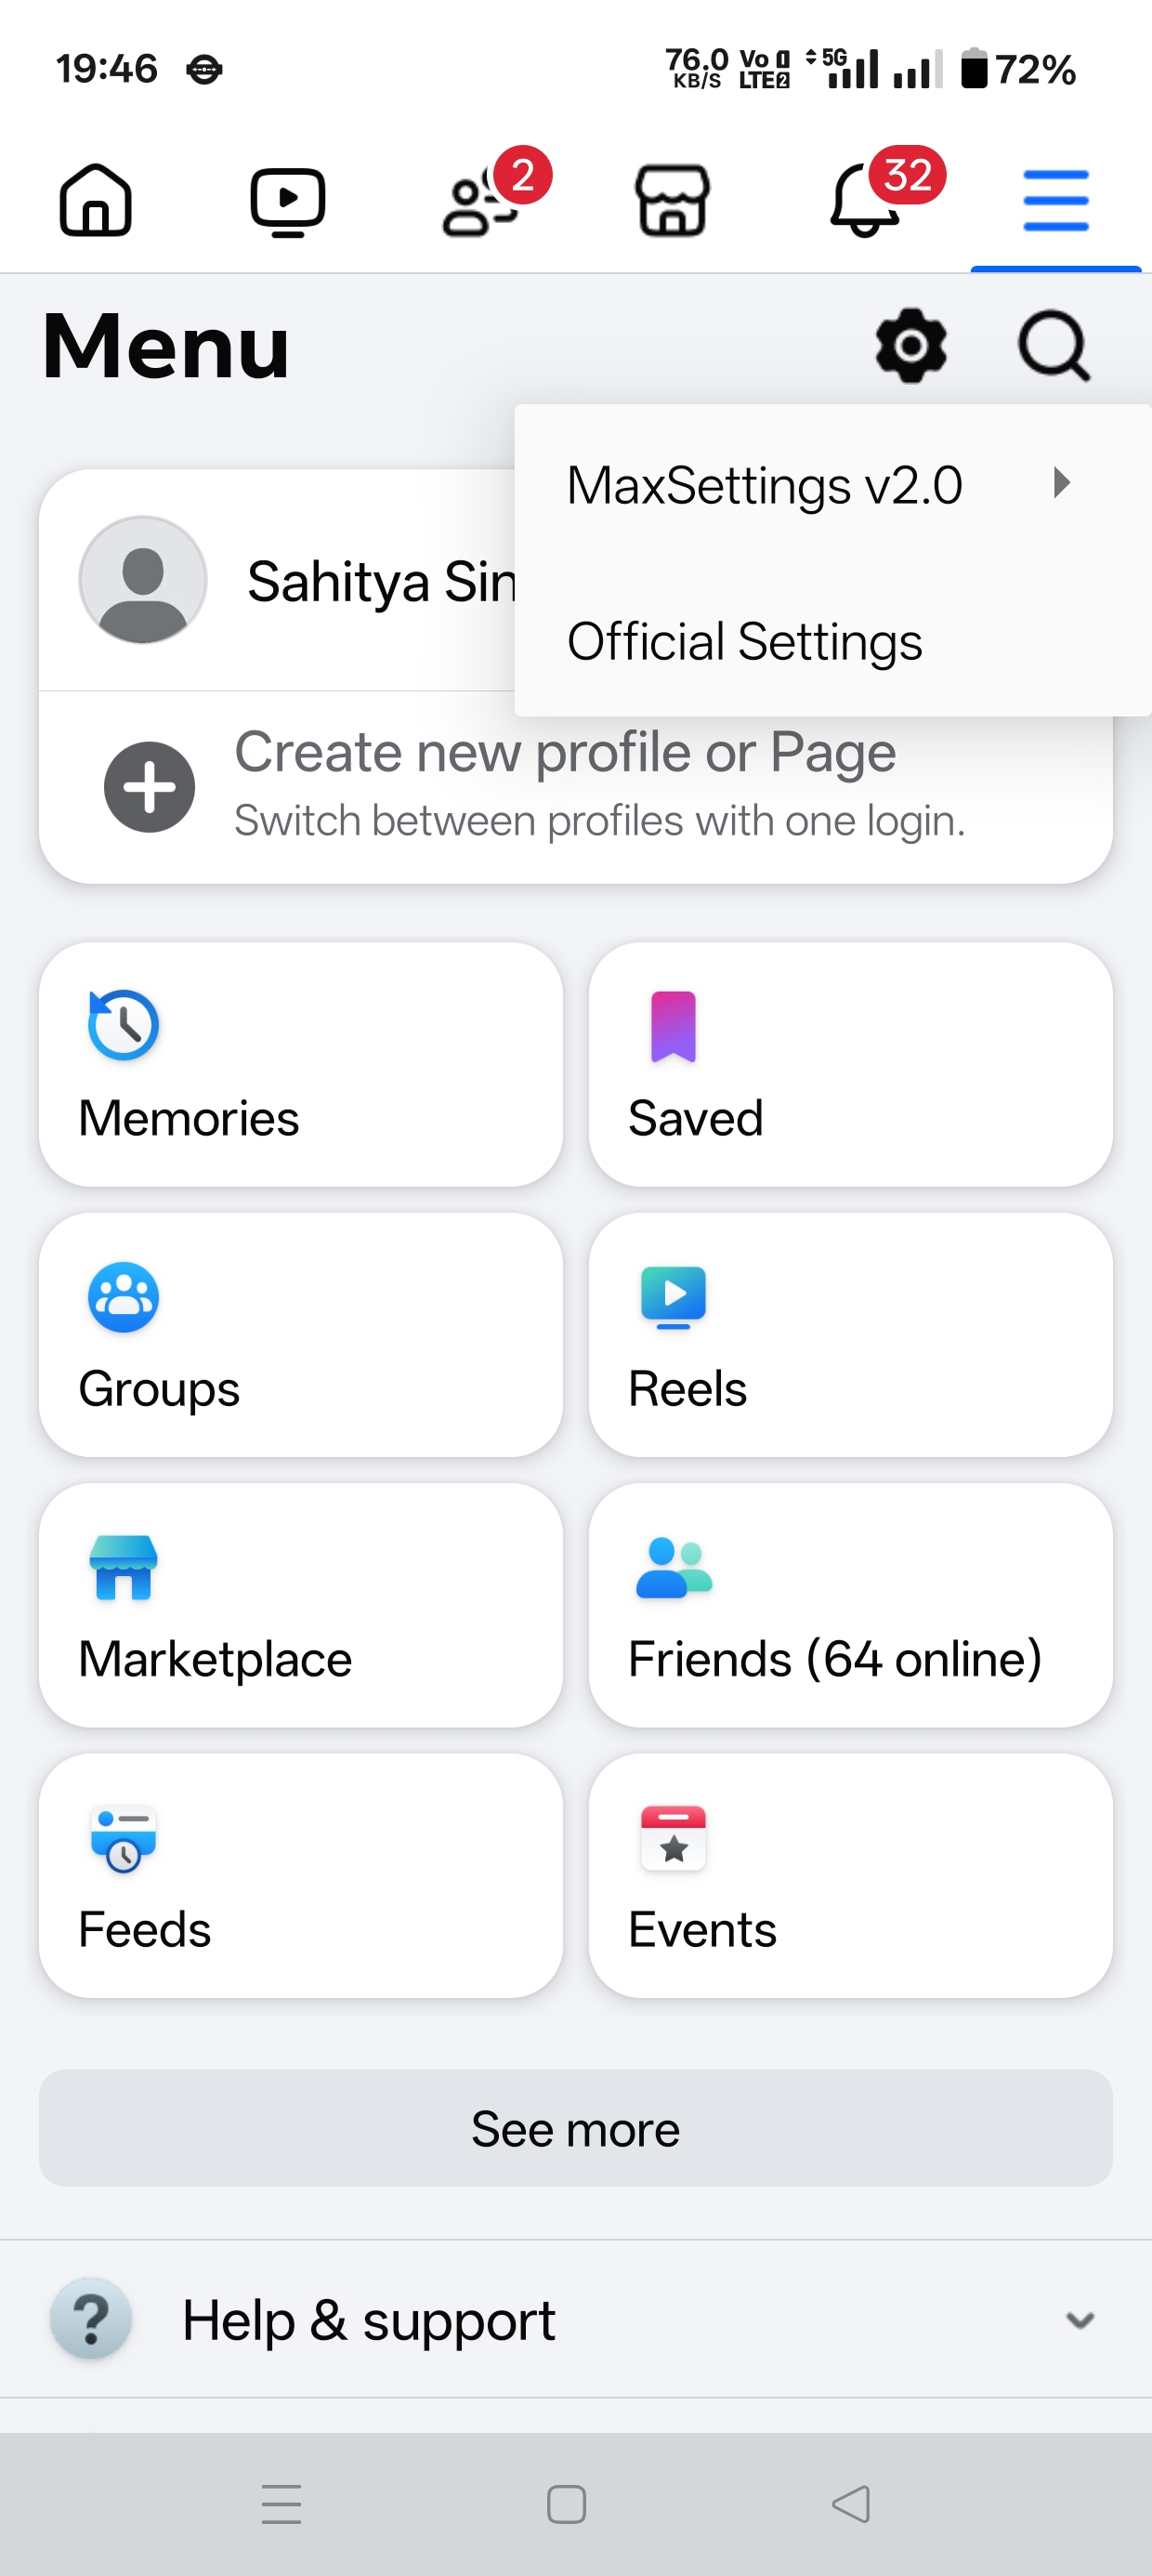 19:46
76.0 KB/S Vo LTE 5G 72%
2
32
Menu
MaxSettings v2.0
Official Settings
Sahitya Sin
Create new profile or Page
Switch between profiles with one login.
Memories
Saved
Groups
Reels
Marketplace
Friends (64 online)
Feeds
Events
See more
? Help & support